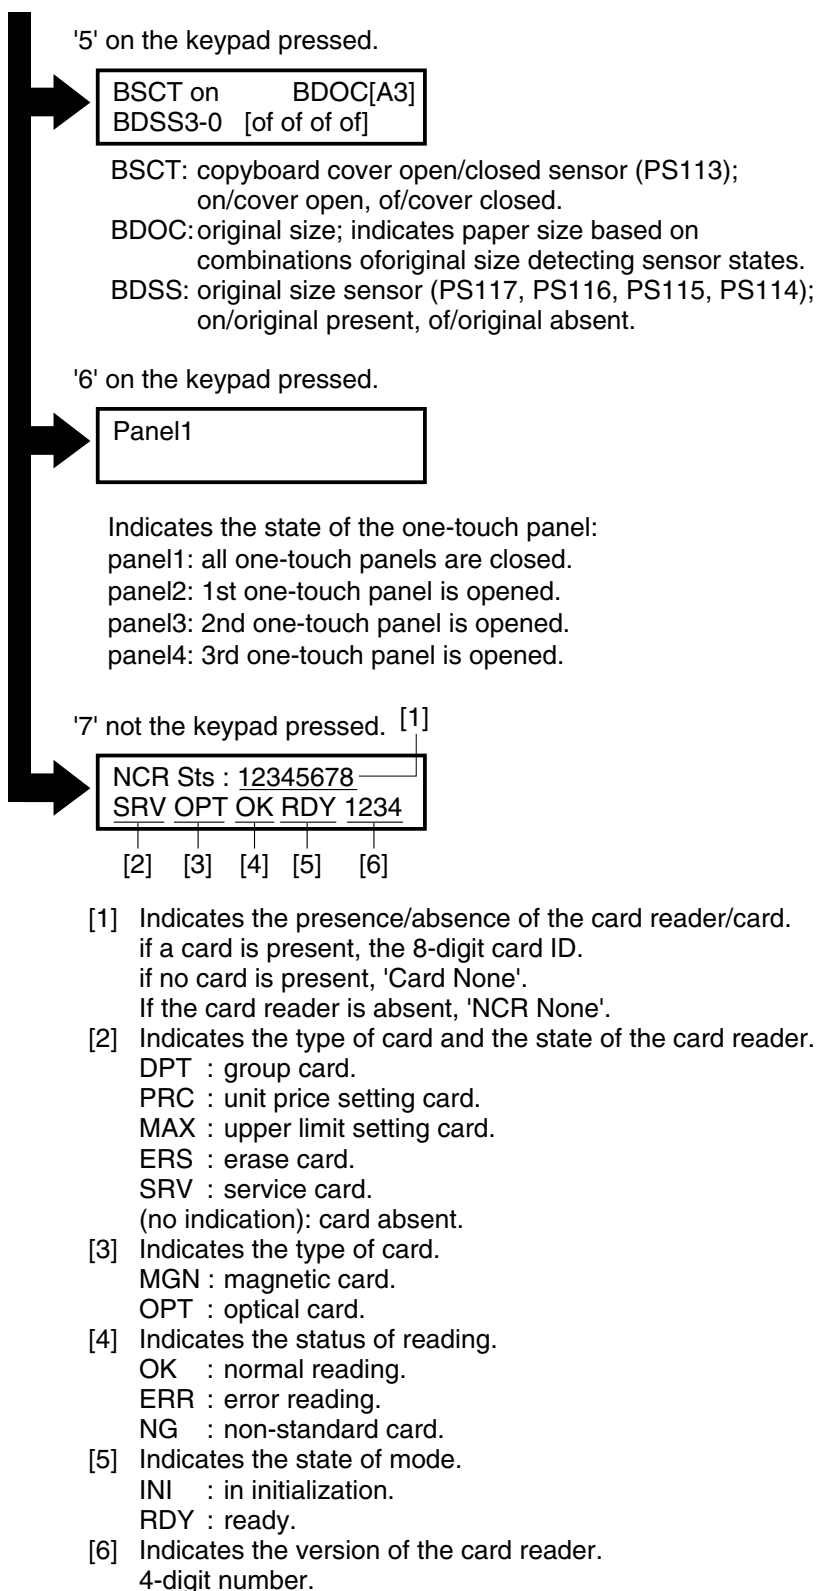 '5' on the keypad pressed.
BSCT on BDOC[A3]
BDSS3-0 [of of of of]
BSCT: copyboard cover open/closed sensor (PS113);
on/cover open, of/cover closed.
BDOC: original size; indicates paper size based on
combinations oforiginal size detecting sensor states.
BDSS: original size sensor (PS117, PS116, PS115, PS114);
on/original present, of/original absent.
'6' on the keypad pressed.
Panel1
Indicates the state of the one-touch panel:
panel1: all one-touch panels are closed.
panel2: 1st one-touch panel is opened.
panel3: 2nd one-touch panel is opened.
panel4: 3rd one-touch panel is opened.
'7' not the keypad pressed. [1]
NCR Sts : 12345678
SRV OPT OK RDY 1234
[2] [3] [4] [5] [6]
[1] Indicates the presence/absence of the card reader/card.
if a card is present, the 8-digit card ID.
if no card is present, 'Card None'.
If the card reader is absent, 'NCR None'.
[2] Indicates the type of card and the state of the card reader.
DPT : group card.
PRC : unit price setting card.
MAX : upper limit setting card.
ERS : erase card.
SRV : service card.
(no indication): card absent.
[3] Indicates the type of card.
MGN : magnetic card.
OPT : optical card.
[4] Indicates the status of reading.
OK : normal reading.
ERR : error reading.
NG : non-standard card.
[5] Indicates the state of mode.
INI : in initialization.
RDY : ready.
[6] Indicates the version of the card reader.
4-digit number.